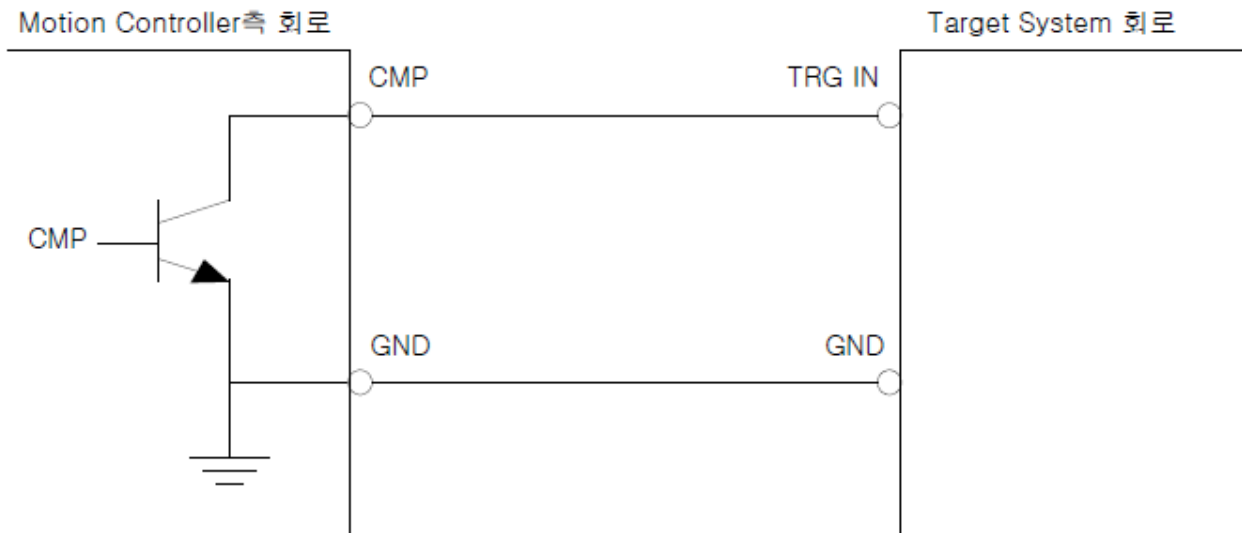 Motion Controller측 회로
Target System 회로
CMP
TRG IN
CMP
GND
GND